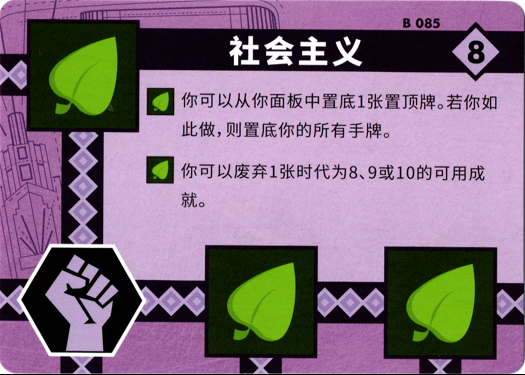 B 085
社会主义
8
你可以从你面板中置底1张置顶牌。若你如
此做,则置底你的所有手牌。
你可以废弃1张时代为8、9或10的可用成
就。